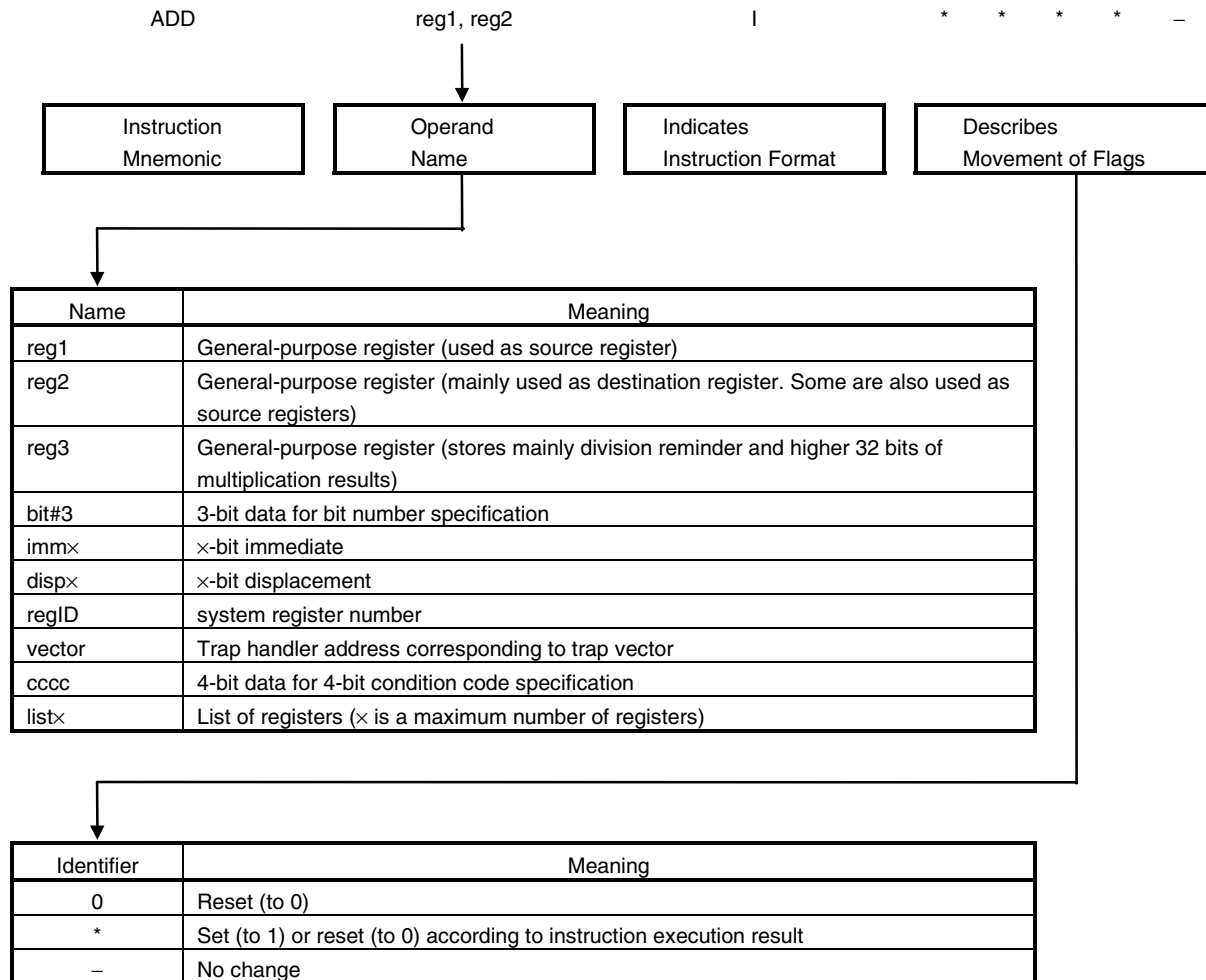 ADD reg1, reg2 I * * * * –
Instruction Mnemonic
Operand Name
Indicates Instruction Format
Describes Movement of Flags
Name Meaning
reg1 General-purpose register (used as source register)
reg2 General-purpose register (mainly used as destination register. Some are also used as
source registers)
reg3 General-purpose register (stores mainly division reminder and higher 32 bits of
multiplication results)
bit#3 3-bit data for bit number specification
imm× ×-bit immediate
disp× ×-bit displacement
regID system register number
vector Trap handler address corresponding to trap vector
cccc 4-bit data for 4-bit condition code specification
list× List of registers (× is a maximum number of registers)
Identifier Meaning
0 Reset (to 0)
* Set (to 1) or reset (to 0) according to instruction execution result
– No change